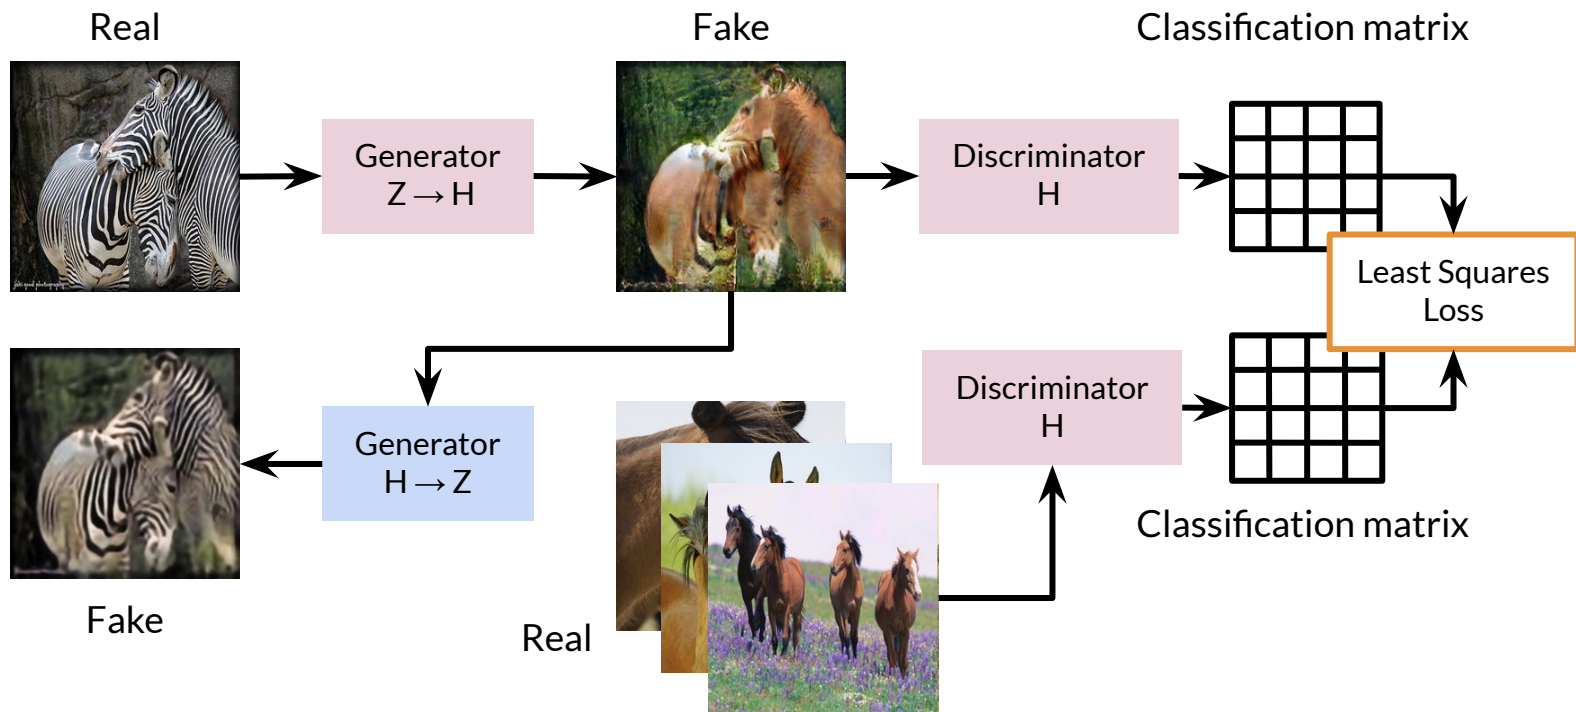 Real
Fake
Classification matrix
Generator
Z → H
Discriminator
H
Least Squares
Loss
Generator
H → Z
Discriminator
H
Classification matrix
Fake
Real